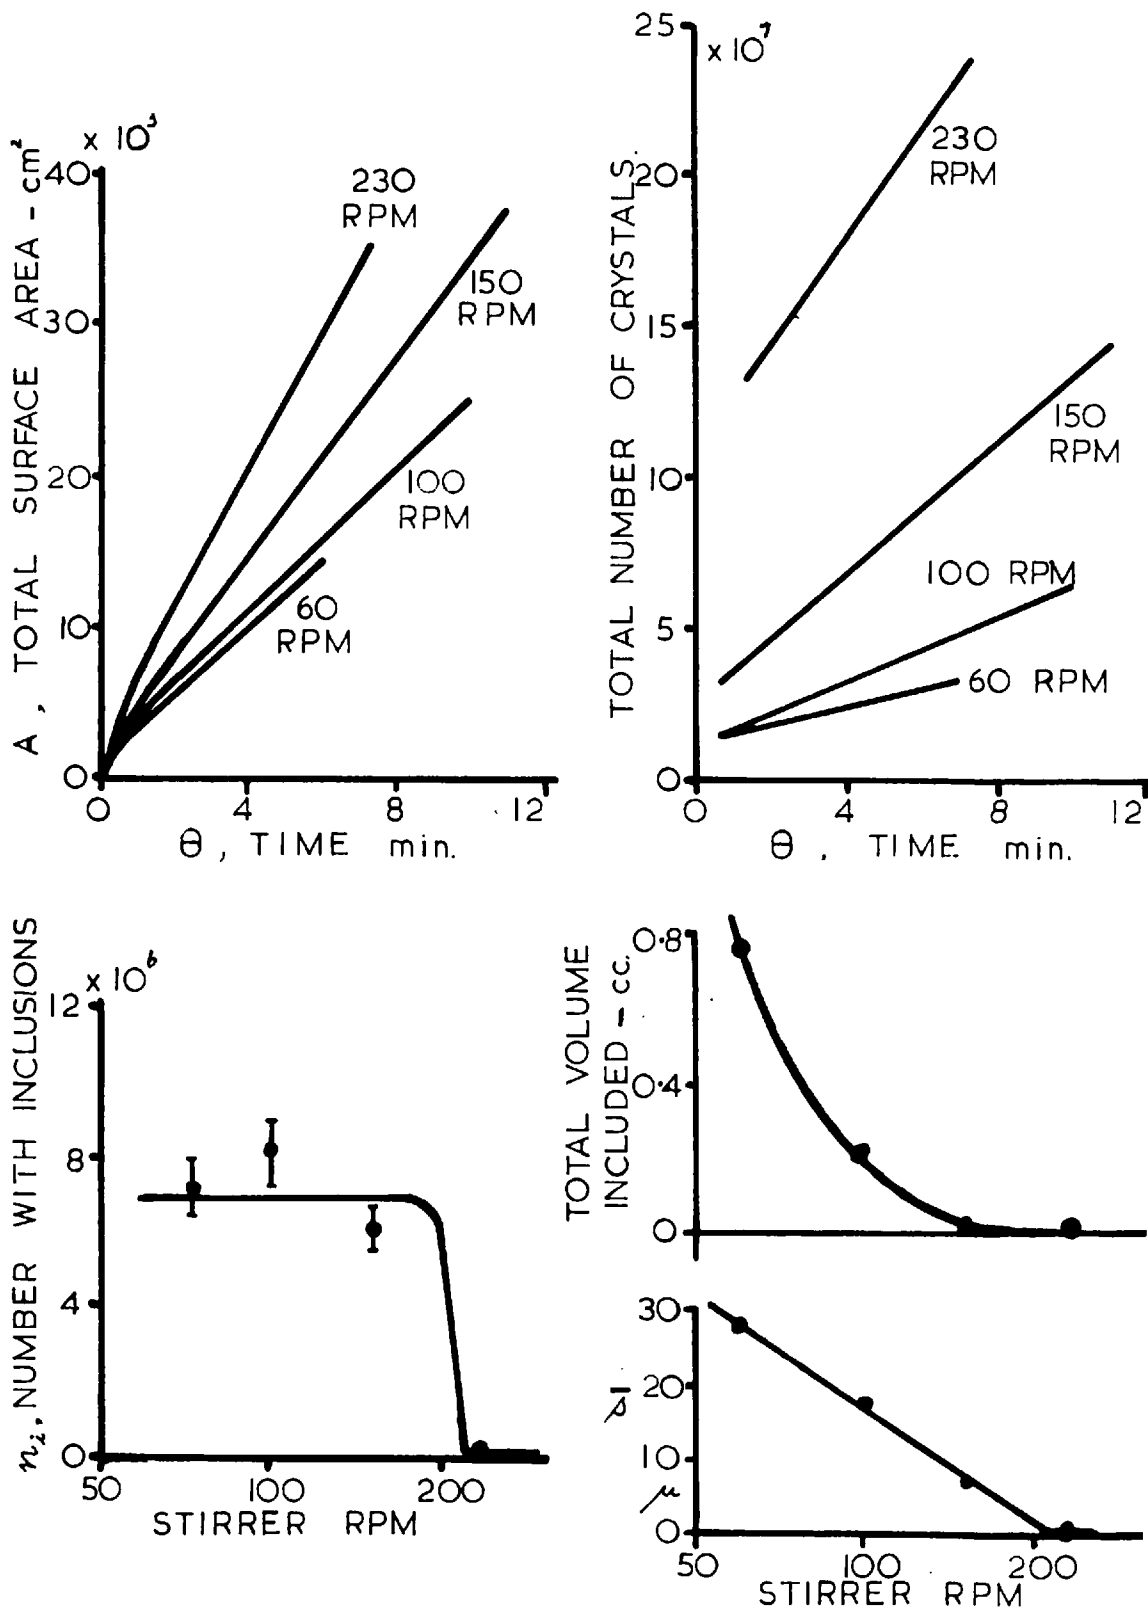 A, TOTAL SURFACE AREA - cm²
× 10³
40
30
20
10
0
230
RPM
150
RPM
100
RPM
60
RPM
0 4 8 12
θ, TIME min.
TOTAL NUMBER OF CRYSTALS.
25
× 10⁷
20
15
10
5
0
230
RPM
150
RPM
100 RPM
60 RPM
0 4 8 12
θ, TIME min.
nᵢ, NUMBER WITH INCLUSIONS
× 10⁶
12
8
4
0
50 100 200
STIRRER RPM
TOTAL VOLUME
INCLUDED - cc.
0.8
0.4
0
30
20
10
μ
0
50 100 200
STIRRER RPM